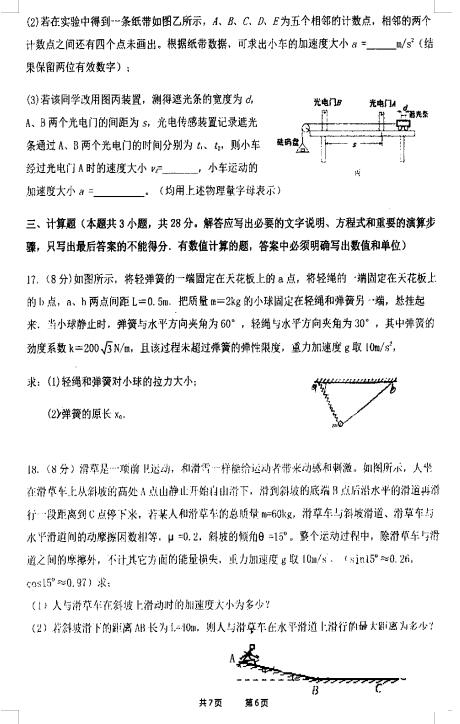 (2)若在实验中得到一条纸带如图乙所示，A、B、C、D、E为五个相邻的计数点，相邻的两个
计数点之间还有四个点未画出。根据纸带数据，可求出小车的加速度大小 a =______m/s²（结
果保留两位有效数字）；
(3)若该同学改用图丙装置，测得遮光条的宽度为 d,
A、B 两个光电门的间距为 s，光电传感装置记录遮光
条通过 A、B 两个光电门的时间分别为 t₁、t₂，则小车
经过光电门 A 时的速度大小 v₁=______，小车运动的
加速度大小 a =________。（均用上述物理量字母表示）
光电门B 光电门A d 遮光条
砝码盘 s
丙
三、计算题（本题共 3 小题，共 28 分。解答应写出必要的文字说明、方程式和重要的演算步
骤，只写出最后答案的不能得分．有数值计算的题，答案中必须明确写出数值和单位）
17.（8 分)如图所示，将轻弹簧的一端固定在天花板上的 a 点，将轻绳的一端固定在天花板上
的 b 点，a、b 两点间距 L＝0.5m．把质量 m＝2kg 的小球固定在轻绳和弹簧另一端，悬挂起
来．当小球静止时，弹簧与水平方向夹角为 60°，轻绳与水平方向夹角为 30°，其中弹簧的
劲度系数 k＝200√3 N/m，且该过程未超过弹簧的弹性限度，重力加速度 g 取 10m/s²,
求：(1)轻绳和弹簧对小球的拉力大小；
(2)弹簧的原长 x₀．
a b
m
18.（8 分）滑草是一项前卫运动，和滑雪一样能给运动者带来动感和刺激。如图所示，人坐
在滑草车上从斜坡的高处 A 点由静止开始自由滑下，滑到斜坡的底端 B 点后沿水平的滑道再滑
行一段距离到 C 点停下来，若某人和滑草车的总质量 m=60kg，滑草车与斜坡滑道、滑草车与
水平滑道间的动摩擦因数相等，μ =0.2，斜坡的倾角θ =15°。整个运动过程中，除滑草车与滑
道之间的摩擦外，不计其它方面的能量损失，重力加速度 g 取 10m/s²．（sin15°≈0.26,
cos15°≈0.97）求：
（1）人与滑草车在斜坡上滑动时的加速度大小为多少？
（2）若斜坡滑下的距离 AB 长为 L=40m，则人与滑草车在水平滑道上滑行的最大距离为多少？
A
B C
共 7 页 第 6 页